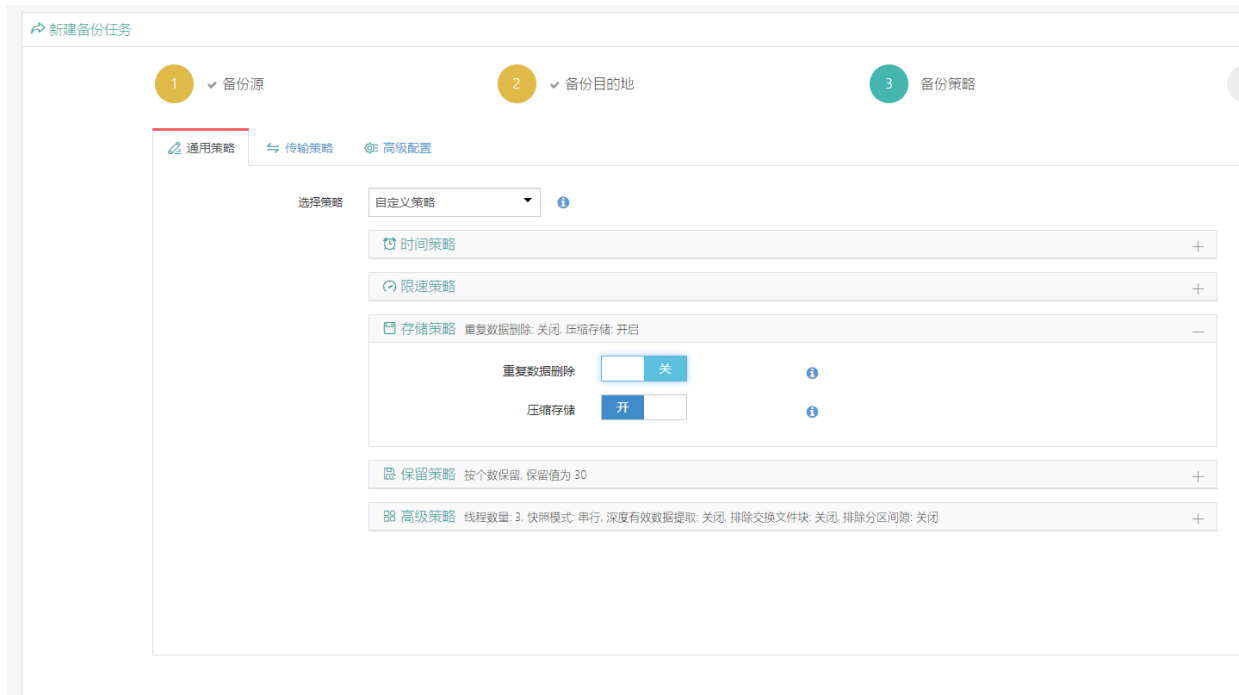 新建备份任务
1 备份源 2 备份目的地 3 备份策略
通用策略 传输策略 高级配置
选择策略 自定义策略
时间策略
限速策略
存储策略 重复数据删除: 关闭, 压缩存储: 开启
重复数据删除 关
压缩存储 开
保留策略 按个数保留, 保留值为 30
高级策略 线程数量: 3, 快照模式: 串行, 深度有效数据提取: 关闭, 排除交换文件块: 关闭, 排除分区间隙: 关闭